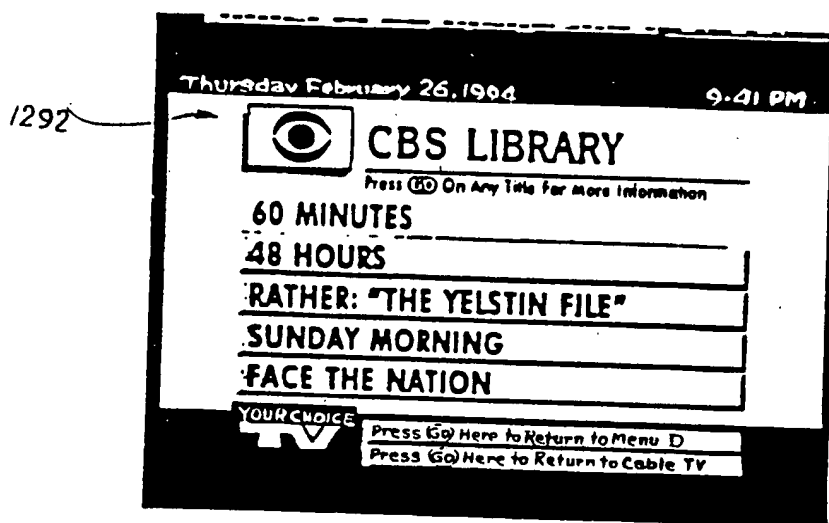 Thursday February 26, 1994 9:41 PM
1292
CBS LIBRARY
Press GO On Any Title for More Information
60 MINUTES
48 HOURS
RATHER: "THE YELSTIN FILE"
SUNDAY MORNING
FACE THE NATION
YOUR CHOICE
TV
Press Go Here to Return to Menu D
Press Go Here to Return to Cable TV